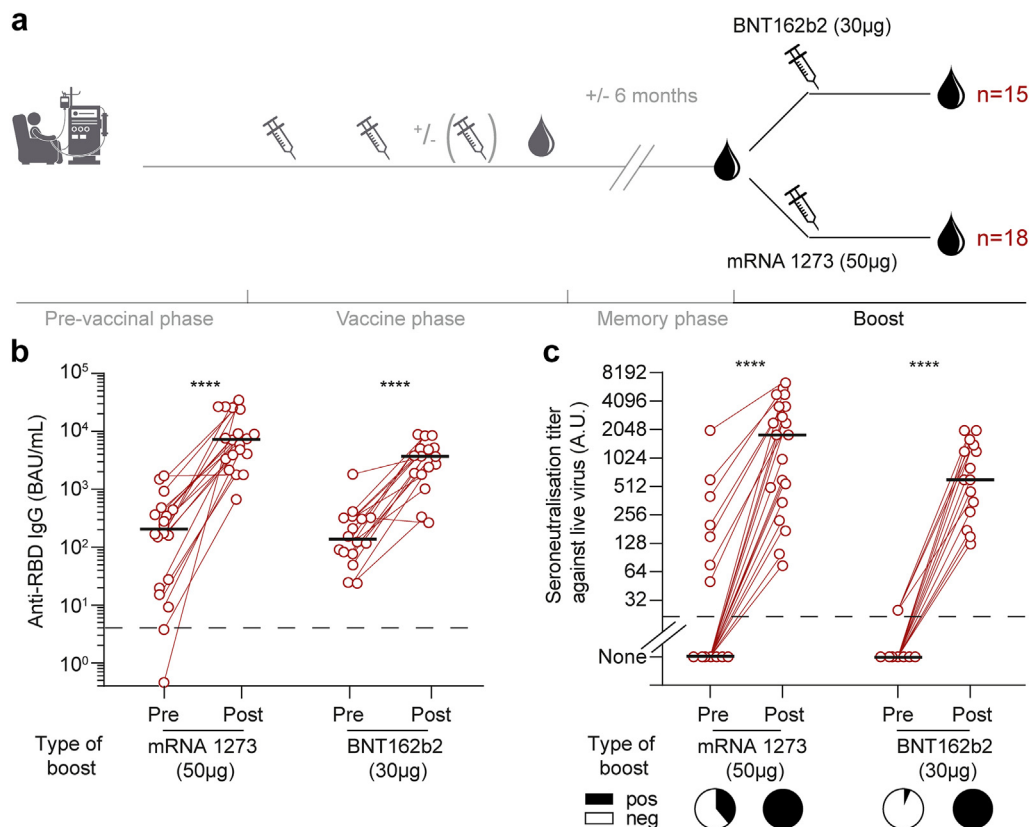 a
BNT162b2 (30µg)
+/- 6 months
n=15
+/- ( )
n=18
mRNA 1273 (50µg)
Pre-vaccinal phase Vaccine phase Memory phase Boost
b
Anti-RBD IgG (BAU/mL)
10^5
10^4
10^3
10^2
10^1
10^0
**** ****
Pre Post Pre Post
Type of boost
mRNA 1273 (50µg)
BNT162b2 (30µg)
c
Seroneutralisation titer
against live virus (A.U.)
8192
4096
2048
1024
512
256
128
64
32
None
**** ****
Pre Post Pre Post
Type of boost
mRNA 1273 (50µg)
BNT162b2 (30µg)
pos
neg